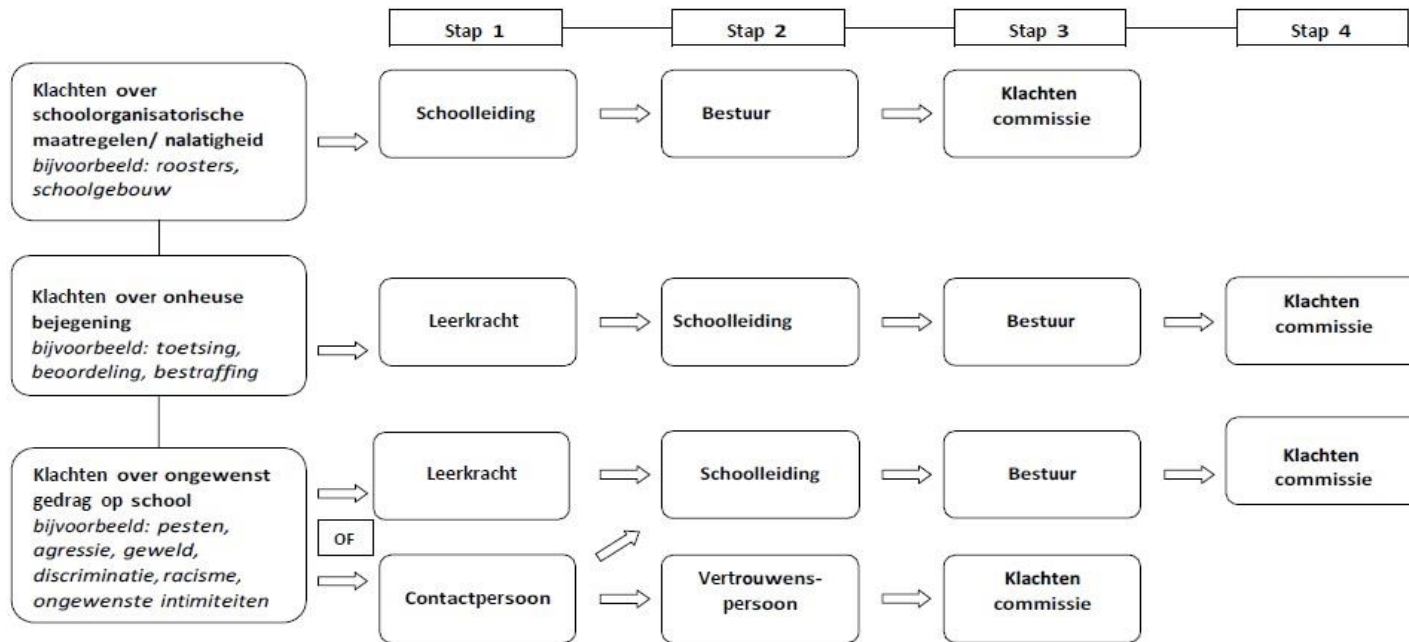 Stap 1
Stap 2
Stap 3
Stap 4
Klachten over
schoolorganisatorische
maatregelen/ nalatigheid
bijvoorbeeld: roosters,
schoolgebouw
Schoolleiding
Bestuur
Klachten
commissie
Klachten over onheuse
bejegening
bijvoorbeeld: toetsing,
beoordeling, bestraffing
Leerkracht
Schoolleiding
Bestuur
Klachten
commissie
Klachten over ongewenst
gedrag op school
bijvoorbeeld: pesten,
agressie, geweld,
discriminatie, racisme,
ongewenste intimiteiten
OF
Leerkracht
Schoolleiding
Bestuur
Klachten
commissie
Contactpersoon
Vertrouwens-
persoon
Klachten
commissie